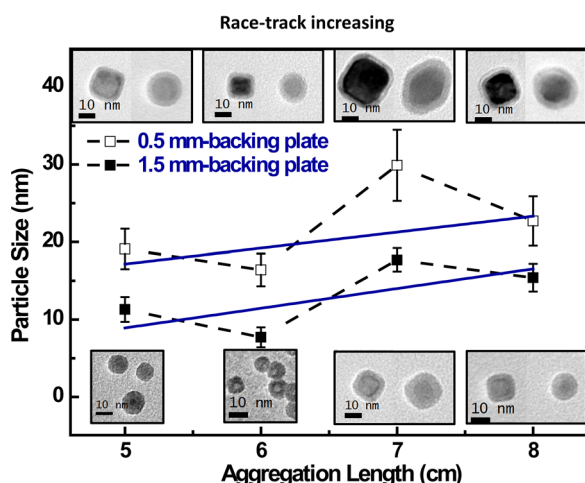 Race-track increasing
40
30
20
10
0
Particle Size (nm)
10 nm
10 nm
10 nm
10 nm
0.5 mm-backing plate
1.5 mm-backing plate
10 nm
10 nm
10 nm
10 nm
5
6
7
8
Aggregation Length (cm)